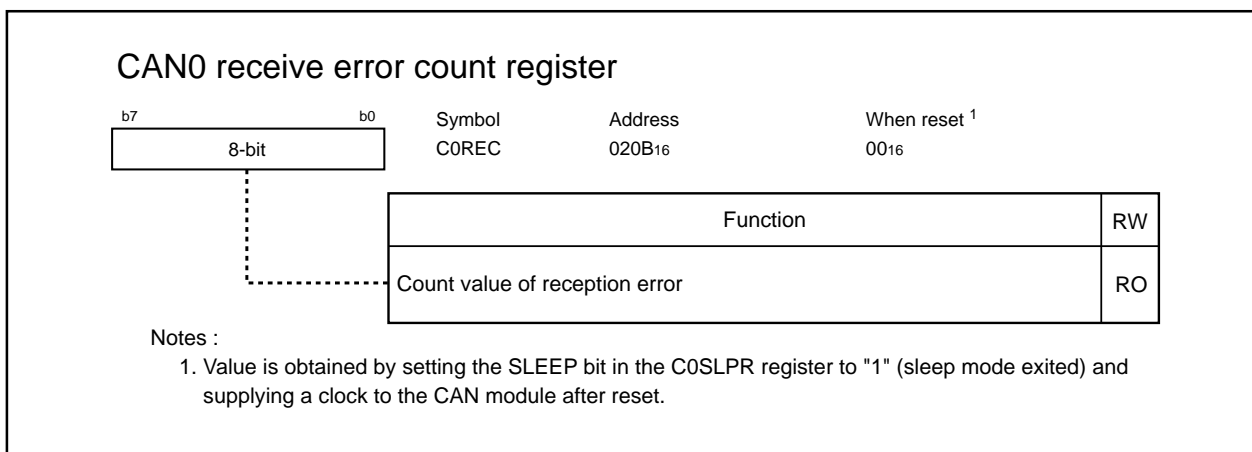 CAN0 receive error count register
b7 b0 Symbol Address When reset 1
8-bit C0REC 020B16 0016
Function RW
Count value of reception error RO
Notes :
1. Value is obtained by setting the SLEEP bit in the C0SLPR register to "1" (sleep mode exited) and
supplying a clock to the CAN module after reset.